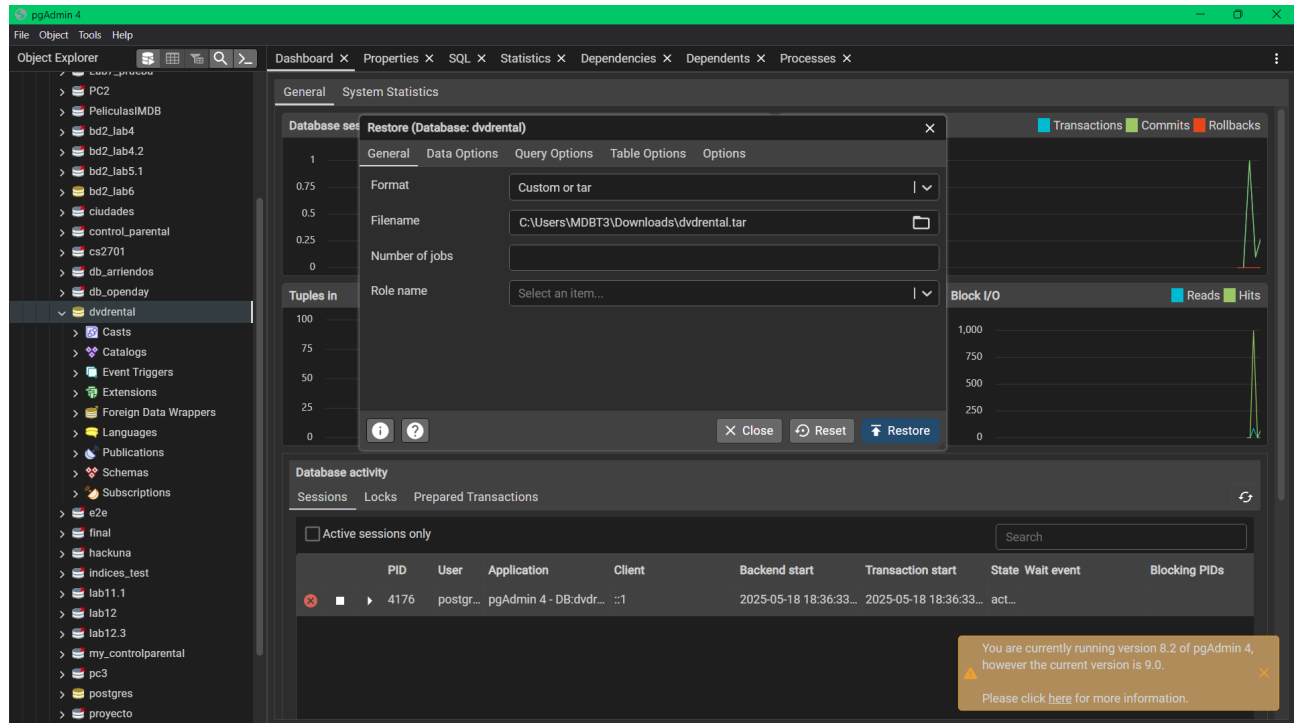 pgAdmin 4
File Object Tools Help
Object Explorer
Dashboard Properties SQL Statistics Dependencies Dependents Processes
Lab7_prueba
PC2
PeliculasIMDB
bd2_lab4
bd2_lab4.2
bd2_lab5.1
bd2_lab6
ciudades
control_parental
cs2701
db_arriendos
db_openday
dvdrental
Casts
Catalogs
Event Triggers
Extensions
Foreign Data Wrappers
Languages
Publications
Schemas
Subscriptions
e2e
final
hackuna
indices_test
lab11.1
lab12
lab12.3
my_controlparental
pc3
postgres
proyecto
General System Statistics
Database ses
1
0.75
0.5
0.25
0
Transactions Commits Rollbacks
Restore (Database: dvdrental)
General Data Options Query Options Table Options Options
Format Custom or tar
Filename C:\Users\MDBT3\Downloads\dvdrental.tar
Number of jobs
Role name Select an item...
Close Reset Restore
Tuples in
100
75
50
25
0
Block I/O Reads Hits
1,000
750
500
250
0
Database activity
Sessions Locks Prepared Transactions
Active sessions only
Search
PID User Application Client Backend start Transaction start State Wait event Blocking PIDs
4176 postgr... pgAdmin 4 - DB:dvdr... ::1 2025-05-18 18:36:33... 2025-05-18 18:36:33... act...
You are currently running version 8.2 of pgAdmin 4,
however the current version is 9.0.
Please click here for more information.